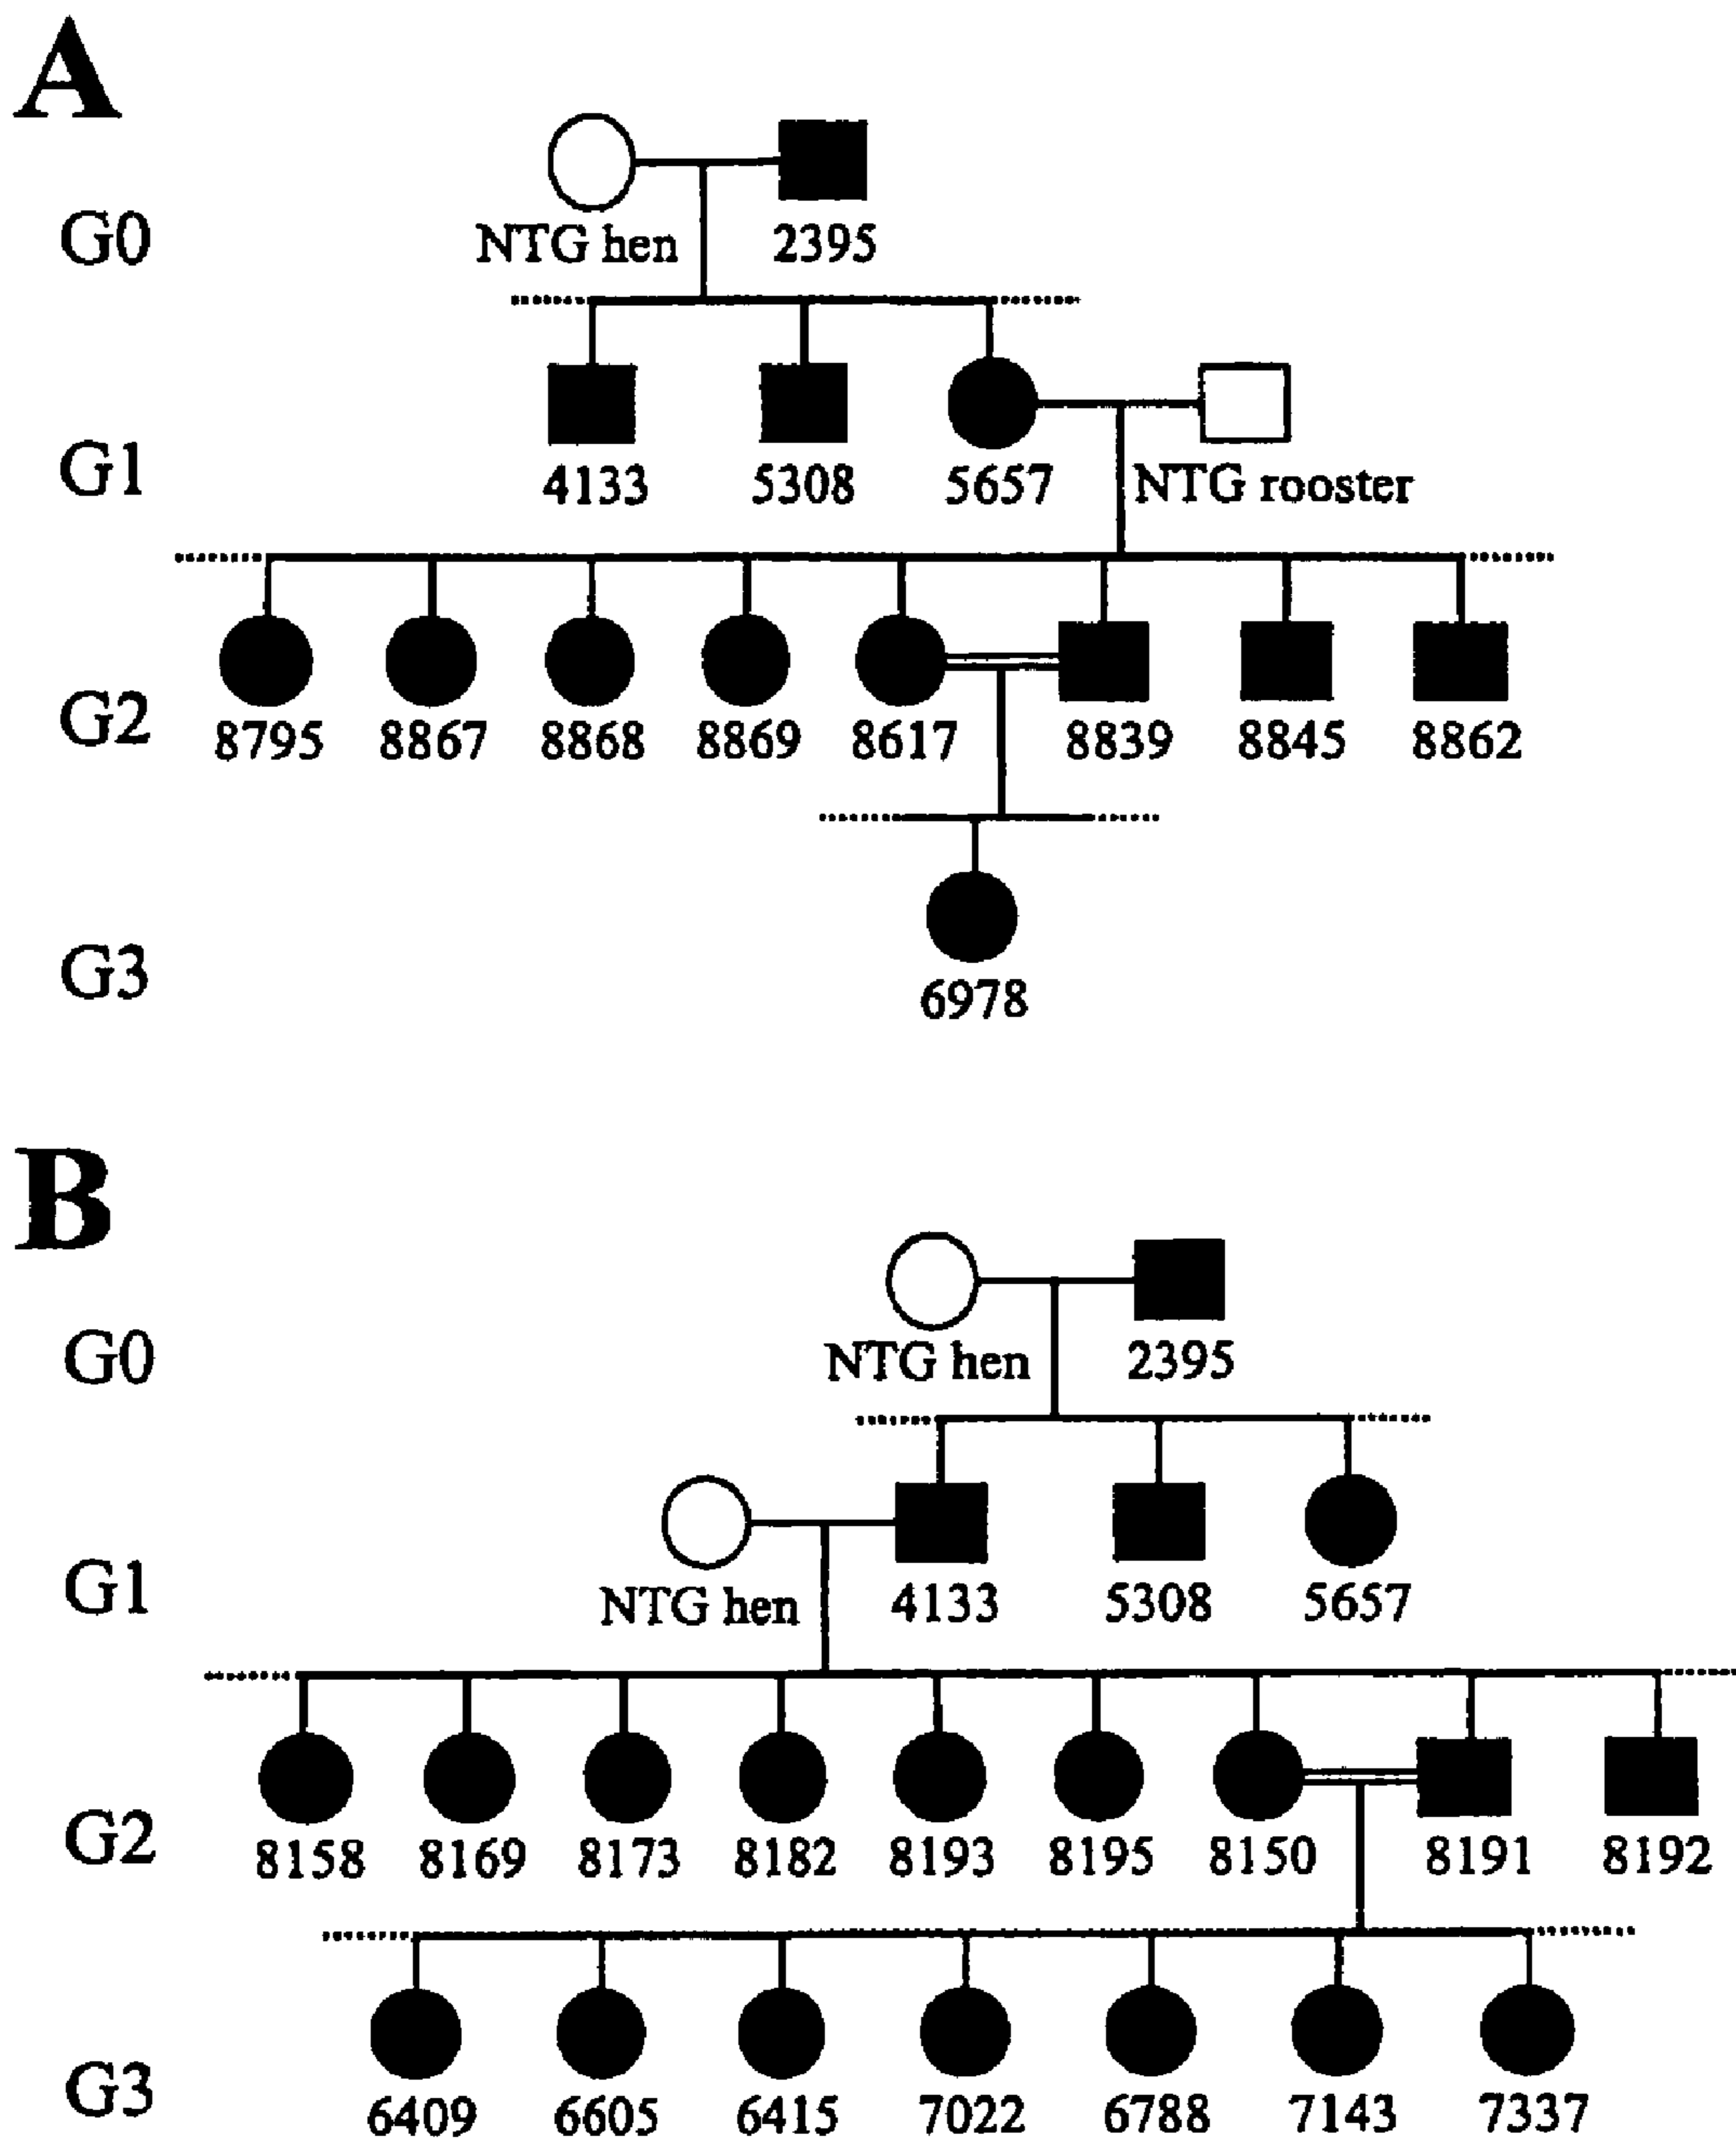 A
G0
NTG hen 2395
G1
4133 5308 5657 NTG rooster
G2
8795 8867 8868 8869 8617 8839 8845 8862
G3
6978
B
G0
NTG hen 2395
G1
NTG hen 4133 5308 5657
G2
8158 8169 8173 8182 8193 8195 8150 8191 8192
G3
6409 6605 6415 7022 6788 7143 7337